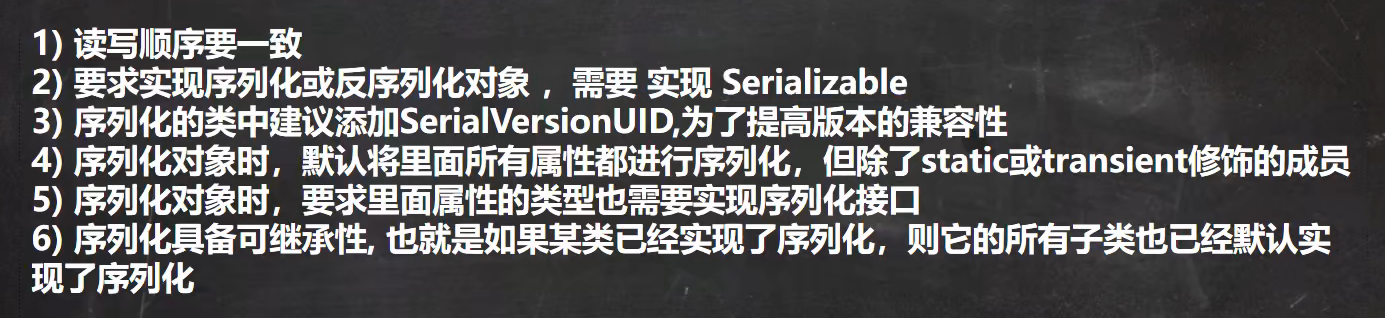 1) 读写顺序要一致
2) 要求实现序列化或反序列化对象 ，需要 实现 Serializable
3) 序列化的类中建议添加SerialVersionUID,为了提高版本的兼容性
4) 序列化对象时，默认将里面所有属性都进行序列化，但除了static或transient修饰的成员
5) 序列化对象时，要求里面属性的类型也需要实现序列化接口
6) 序列化具备可继承性, 也就是如果某类已经实现了序列化，则它的所有子类也已经默认实
现了序列化